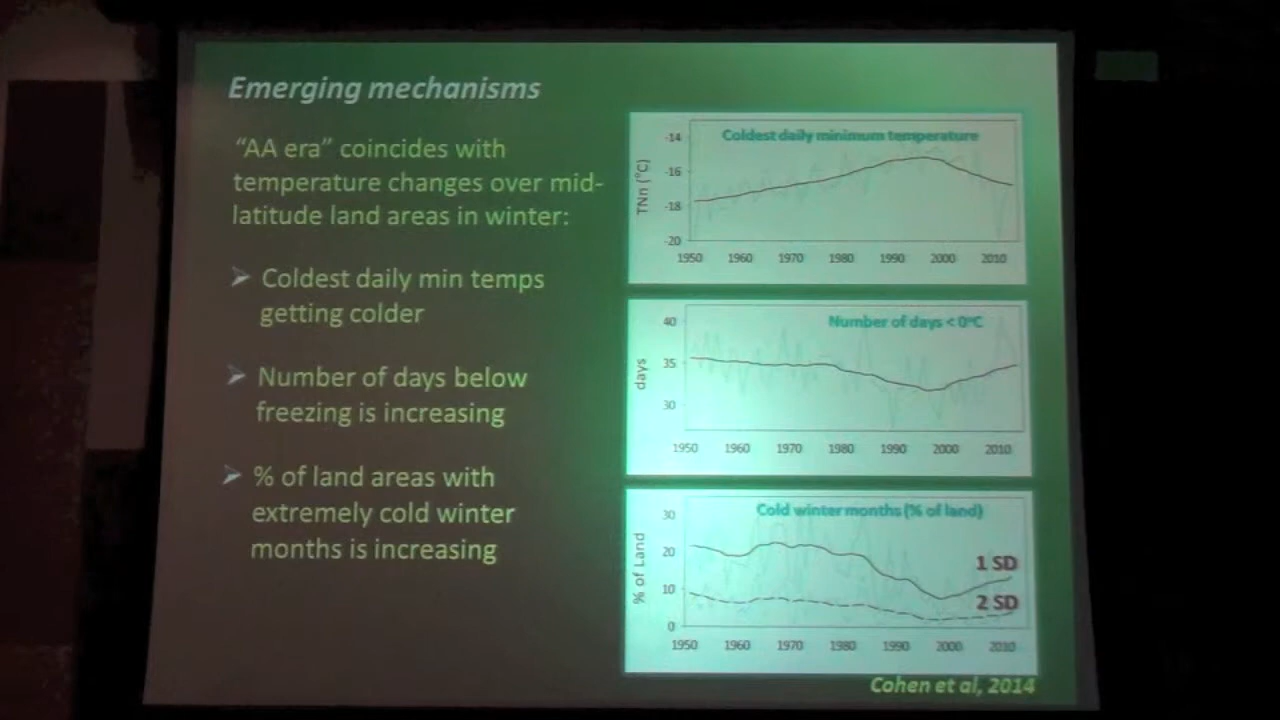 Emerging mechanisms
"AA era" coincides with
temperature changes over mid-
latitude land areas in winter:
Coldest daily min temps
getting colder
Number of days below
freezing is increasing
% of land areas with
extremely cold winter
months is increasing
Coldest daily minimum temperature
TNn (°C)
-14
-16
-18
-20
1950 1960 1970 1980 1990 2000 2010
Number of days < 0°C
days
40
35
30
1950 1960 1970 1980 1990 2000 2010
Cold winter months (% of land)
% of Land
30
20
10
0
1 SD
2 SD
1950 1960 1970 1980 1990 2000 2010
Cohen et al, 2014